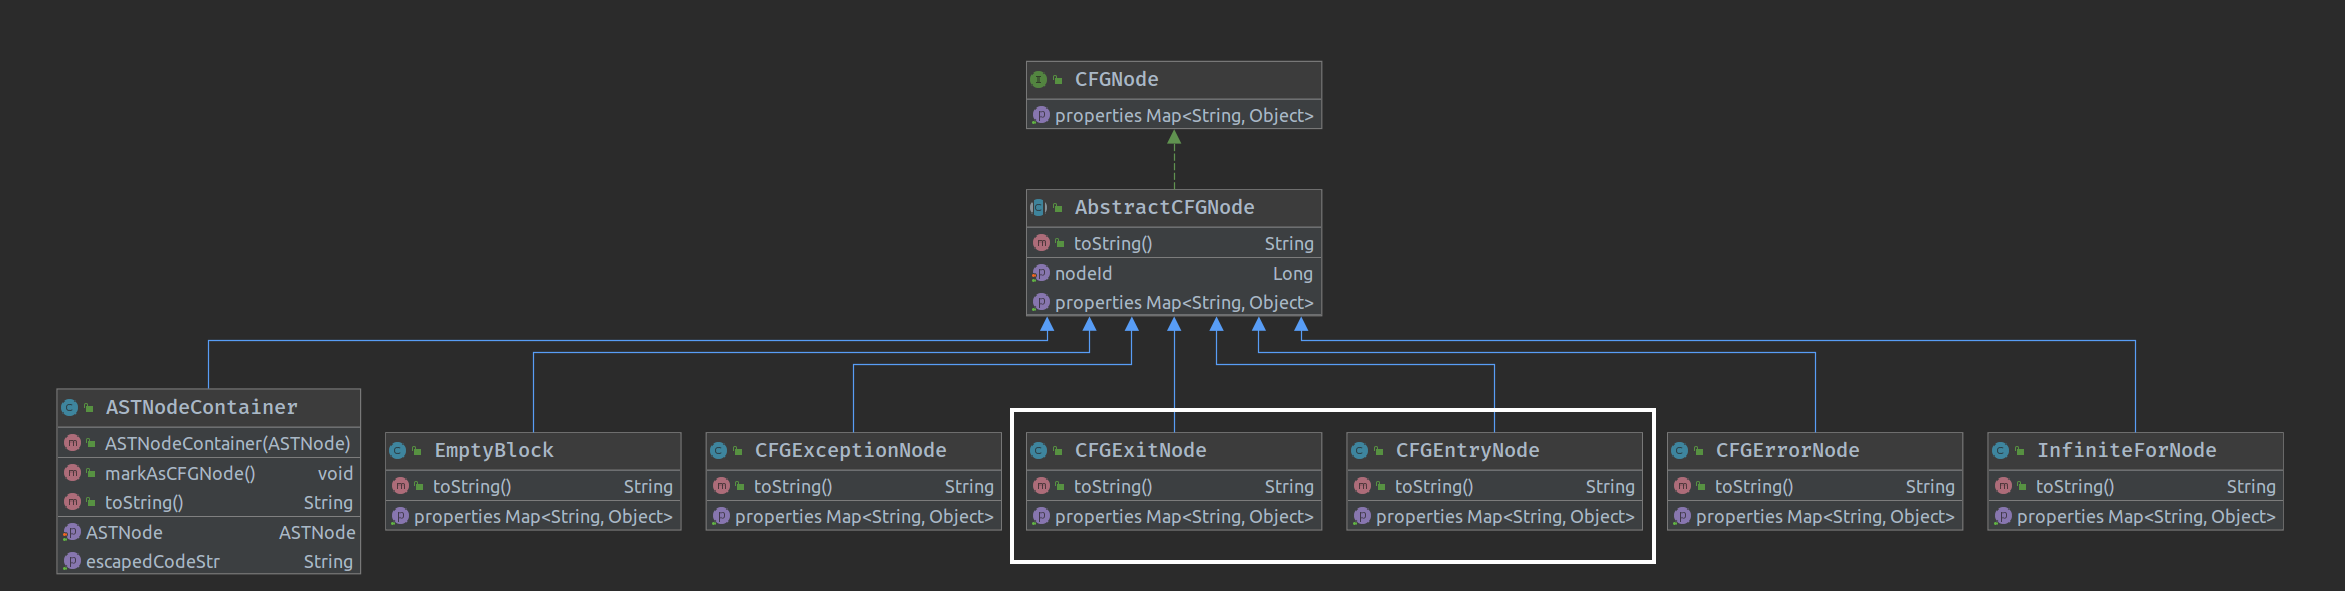 CFGNode
properties Map<String, Object>
AbstractCFGNode
toString() String
nodeId Long
properties Map<String, Object>
ASTNodeContainer
ASTNodeContainer(ASTNode)
markAsCFGNode() void
toString() String
ASTNode ASTNode
escapedCodeStr String
EmptyBlock
toString() String
properties Map<String, Object>
CFGExceptionNode
toString() String
properties Map<String, Object>
CFGExitNode
toString() String
properties Map<String, Object>
CFGEntryNode
toString() String
properties Map<String, Object>
CFGErrorNode
toString() String
properties Map<String, Object>
InfiniteForNode
toString() String
properties Map<String, Object>